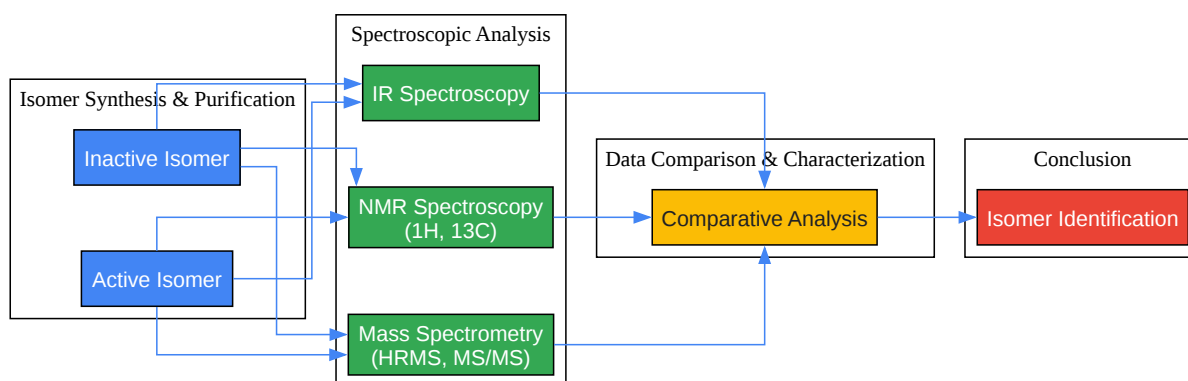 Isomer Synthesis & Purification
Inactive Isomer
Active Isomer
Spectroscopic Analysis
IR Spectroscopy
NMR Spectroscopy
(1H, 13C)
Mass Spectrometry
(HRMS, MS/MS)
Data Comparison & Characterization
Comparative Analysis
Conclusion
Isomer Identification